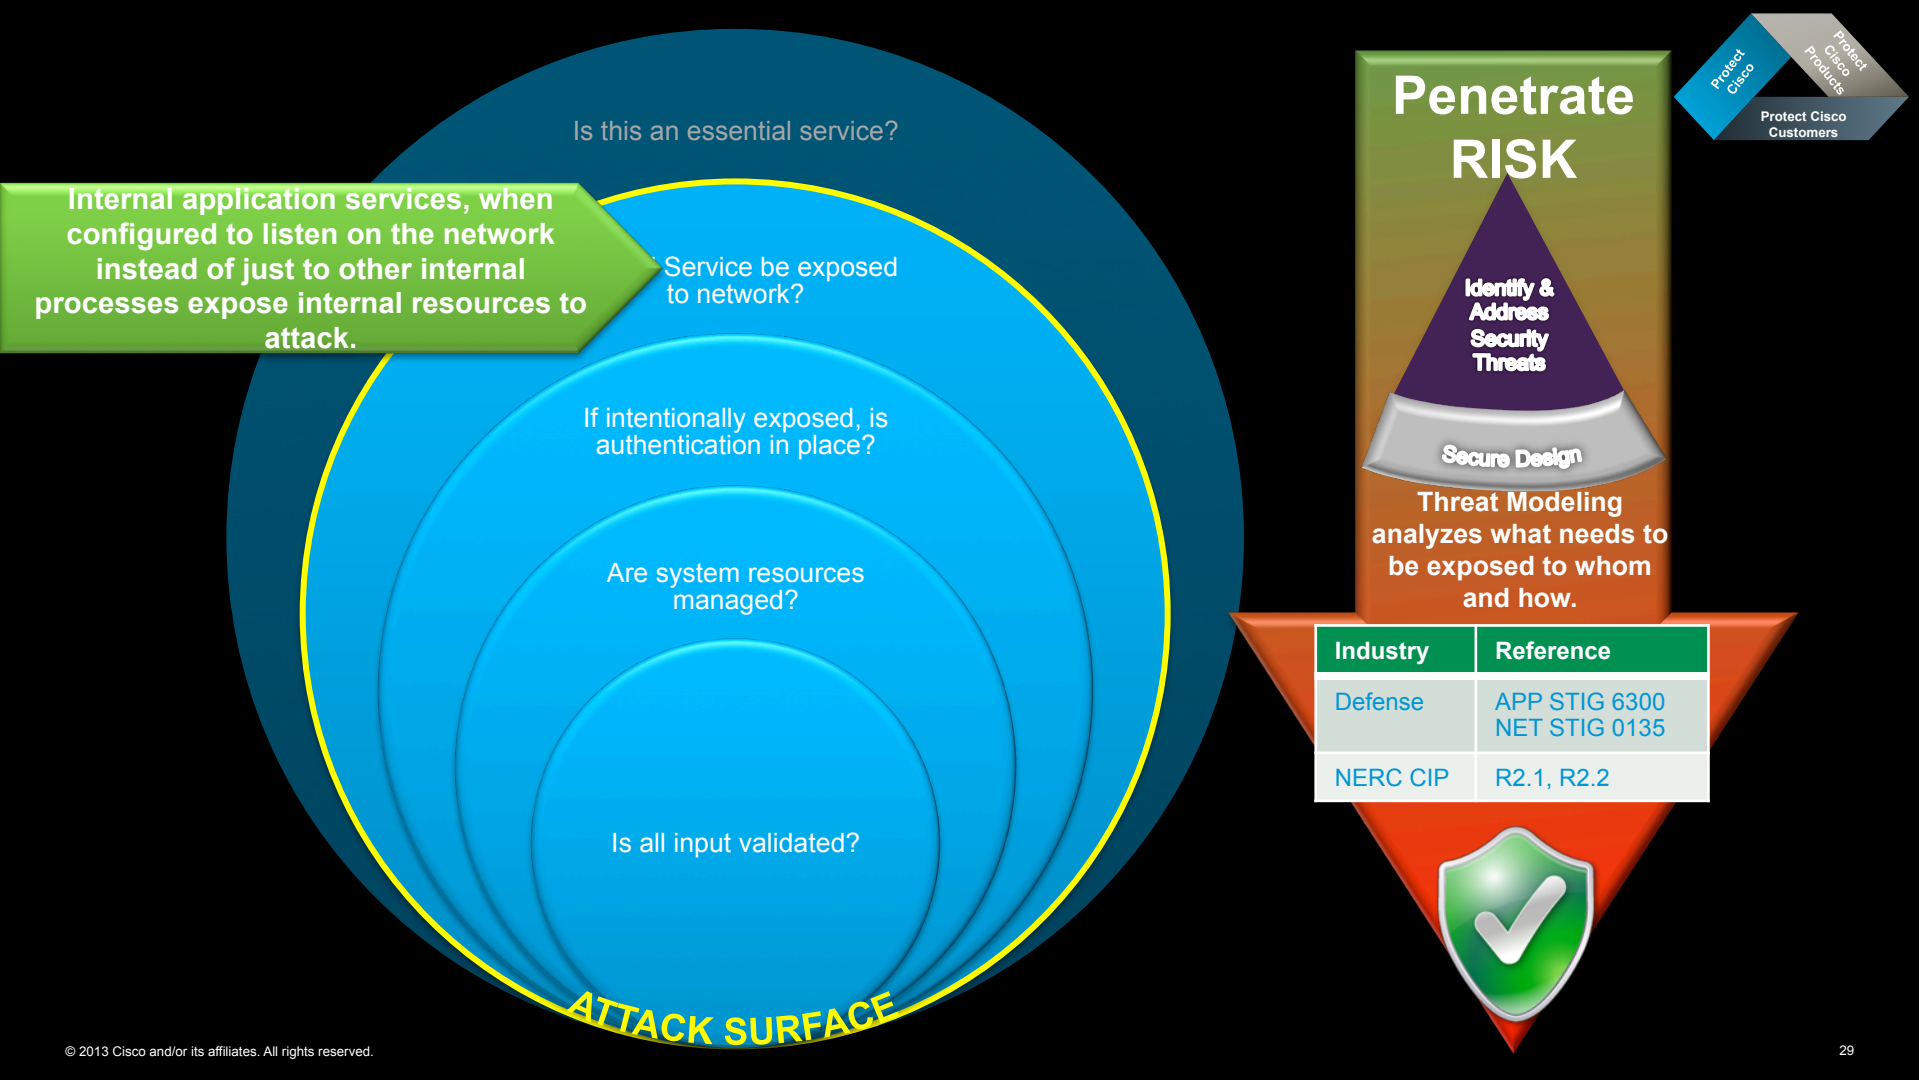 Is this an essential service?
Internal application services, when
configured to listen on the network
instead of just to other internal
processes expose internal resources to
attack.
Service be exposed
to network?
If intentionally exposed, is
authentication in place?
Are system resources
managed?
Is all input validated?
ATTACK SURFACE
Penetrate
RISK
Identify &
Address
Security
Threats
Secure Design
Threat Modeling
analyzes what needs to
be exposed to whom
and how.
Industry Reference
Defense APP STIG 6300
NET STIG 0135
NERC CIP R2.1, R2.2
Protect
Cisco
Protect
Cisco
Products
Protect Cisco
Customers
© 2013 Cisco and/or its affiliates. All rights reserved.
29